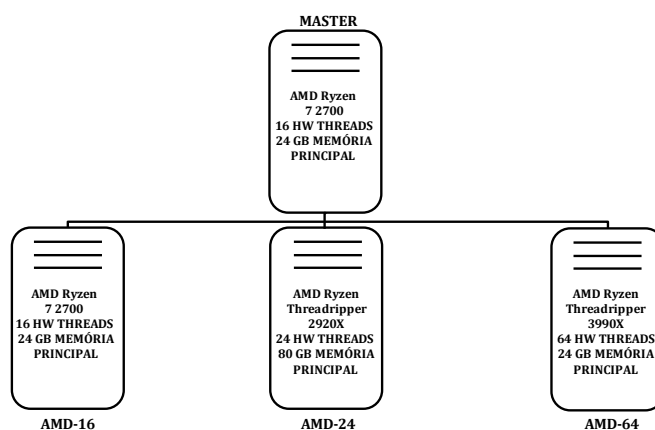 MASTER
AMD Ryzen
7 2700
16 HW THREADS
24 GB MEMÓRIA
PRINCIPAL
AMD Ryzen
7 2700
16 HW THREADS
24 GB MEMÓRIA
PRINCIPAL
AMD-16
AMD Ryzen
Threadripper
2920X
24 HW THREADS
80 GB MEMÓRIA
PRINCIPAL
AMD-24
AMD Ryzen
Threadripper
3990X
64 HW THREADS
24 GB MEMÓRIA
PRINCIPAL
AMD-64